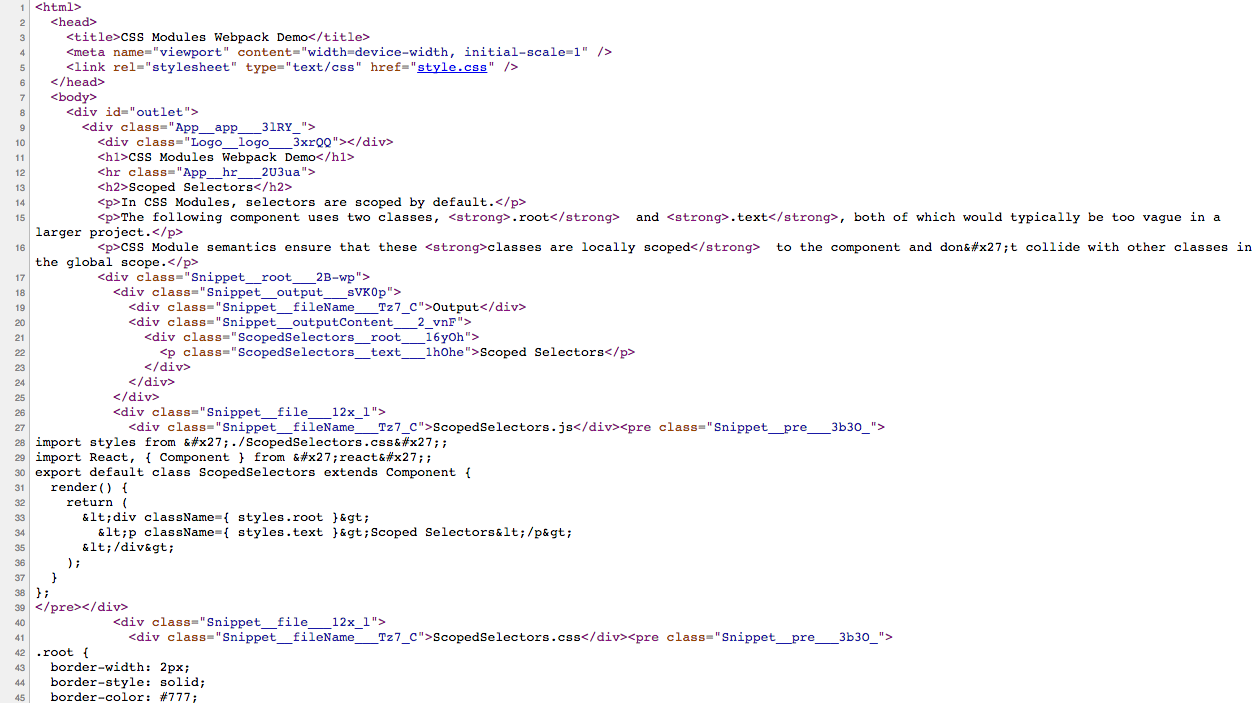 1 <html>
2   <head>
3     <title>CSS Modules Webpack Demo</title>
4     <meta name="viewport" content="width=device-width, initial-scale=1" />
5     <link rel="stylesheet" type="text/css" href="style.css" />
6   </head>
7   <body>
8     <div id="outlet">
9       <div class="App__app___3lRY_">
10         <div class="Logo__logo___3xrQQ"></div>
11         <h1>CSS Modules Webpack Demo</h1>
12         <hr class="App__hr___2U3ua">
13         <h2>Scoped Selectors</h2>
14         <p>In CSS Modules, selectors are scoped by default.</p>
15         <p>The following component uses two classes, <strong>.root</strong>  and <strong>.text</strong>, both of which would typically be too vague in a
larger project.</p>
16         <p>CSS Module semantics ensure that these <strong>classes are locally scoped</strong>  to the component and don&#x27;t collide with other classes in
the global scope.</p>
17         <div class="Snippet__root___2B-wp">
18           <div class="Snippet__output___sVK0p">
19             <div class="Snippet__fileName___Tz7_C">Output</div>
20             <div class="Snippet__outputContent___2_vnF">
21               <div class="ScopedSelectors__root___16yOh">
22                 <p class="ScopedSelectors__text___1hOhe">Scoped Selectors</p>
23               </div>
24             </div>
25           </div>
26           <div class="Snippet__file___12x_l">
27             <div class="Snippet__fileName___Tz7_C">ScopedSelectors.js</div><pre class="Snippet__pre___3b3O_">
28 import styles from &#x27;./ScopedSelectors.css&#x27;;
29 import React, { Component } from &#x27;react&#x27;;
30 export default class ScopedSelectors extends Component {
31   render() {
32     return (
33       &lt;div className={ styles.root }&gt;
34         &lt;p className={ styles.text }&gt;Scoped Selectors&lt;/p&gt;
35       &lt;/div&gt;
36     );
37   }
38 };
39 </pre></div>
40           <div class="Snippet__file___12x_l">
41             <div class="Snippet__fileName___Tz7_C">ScopedSelectors.css</div><pre class="Snippet__pre___3b3O_">
42 .root {
43   border-width: 2px;
44   border-style: solid;
45   border-color: #777;